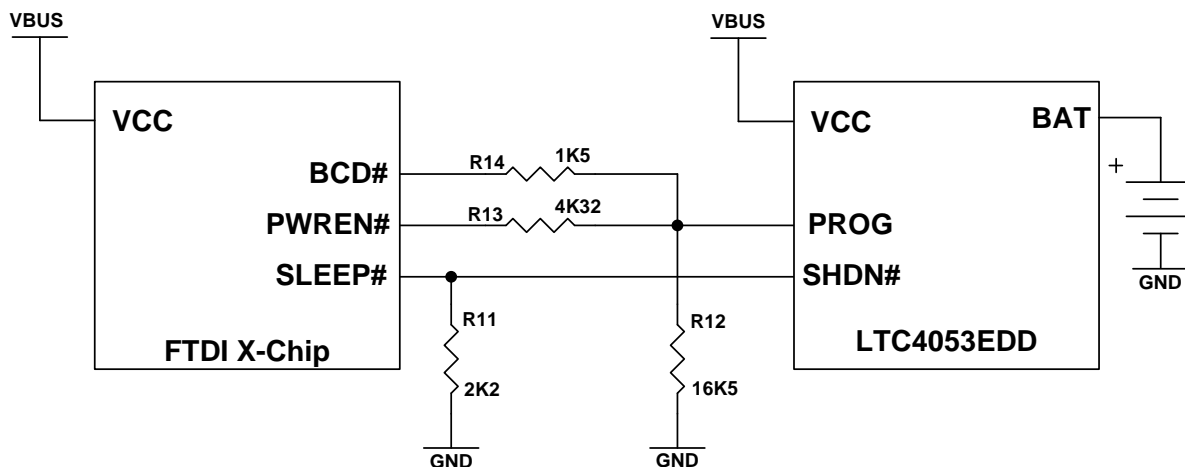 VBUS
VBUS
VCC
BAT
VCC
R14
1K5
+
BCD#
R13
4K32
PWREN#
PROG
SLEEP#
SHDN#
GND
R11
R12
FTDI X-Chip
LTC4053EDD
2K2
16K5
GND
GND